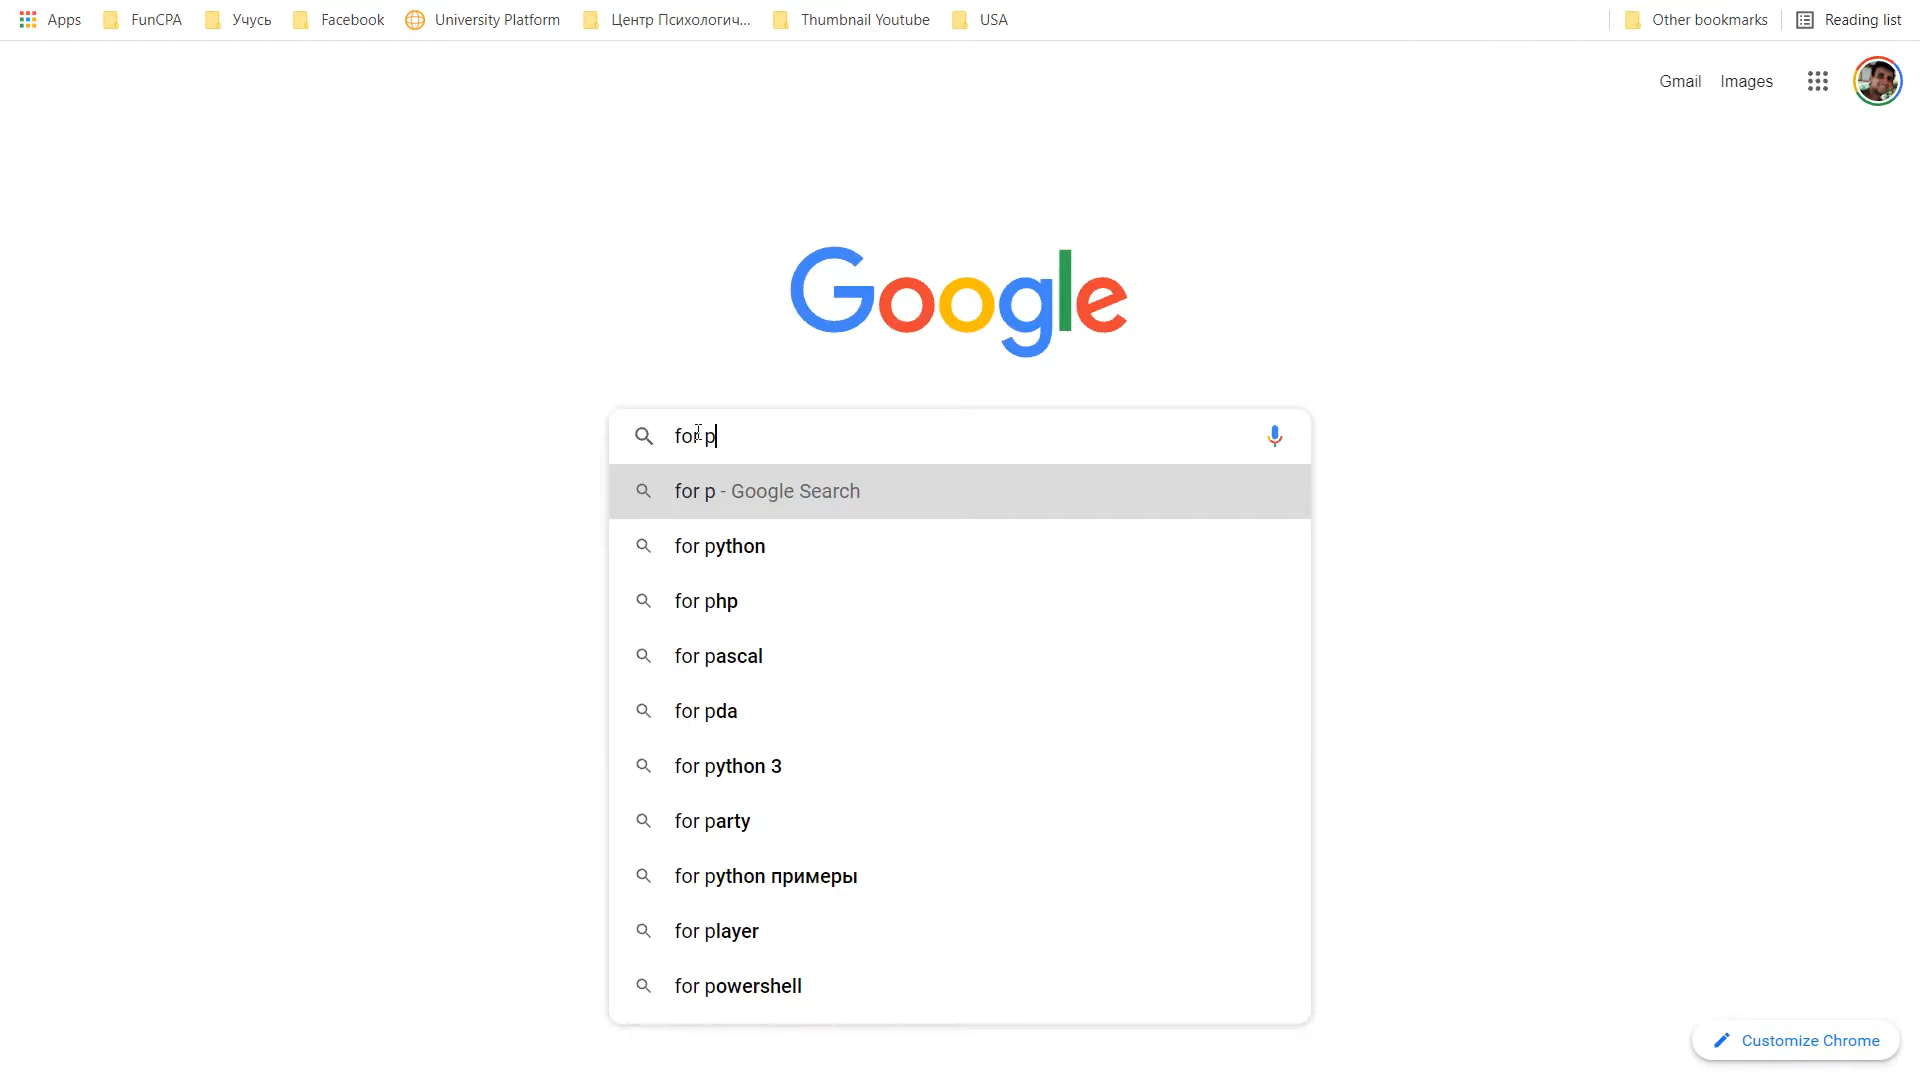 Apps FunCPA Учусь Facebook University Platform Центр Психологич... Thumbnail Youtube USA Other bookmarks Reading list
Gmail Images
Google
for p
for p - Google Search
for python
for php
for pascal
for pda
for python 3
for party
for python примеры
for player
for powershell
Customize Chrome